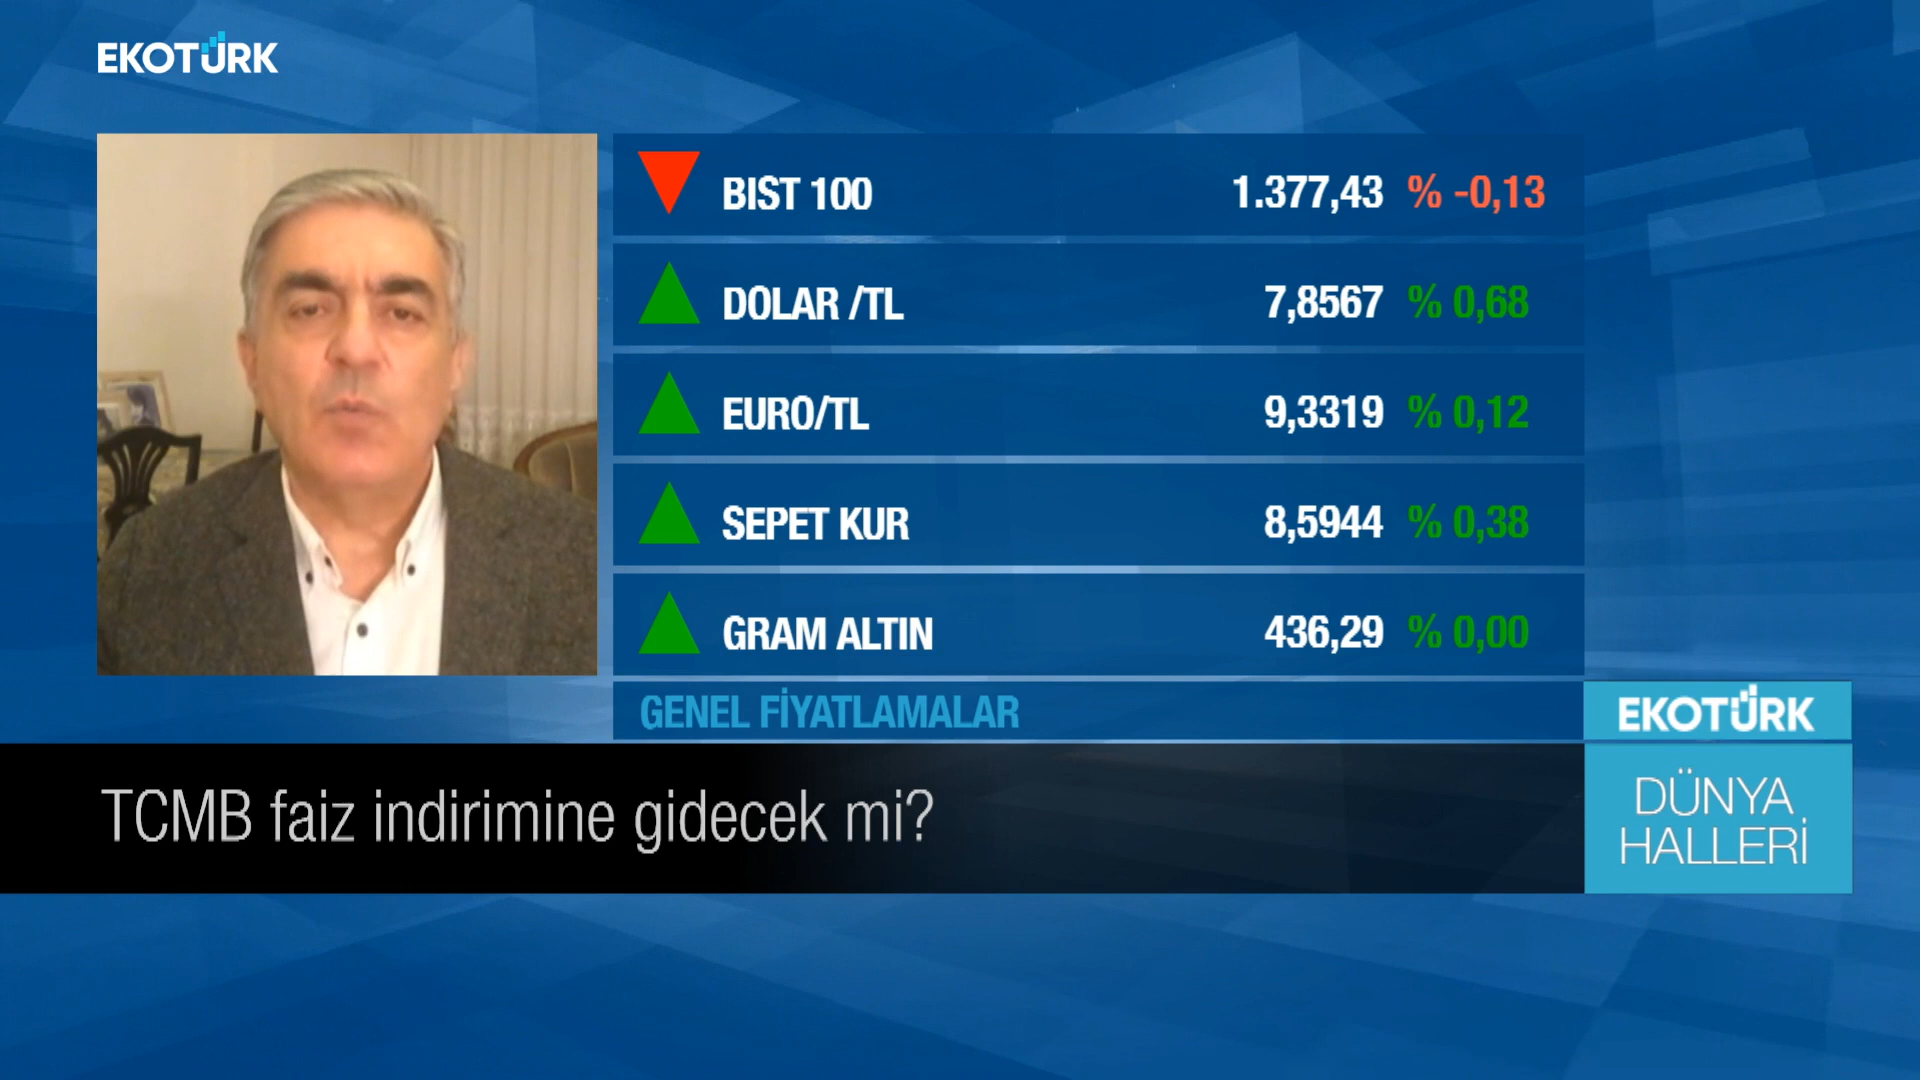 EKOTÜRK
BIST 100 1.377,43 % -0,13
DOLAR /TL 7,8567 % 0,68
EURO/TL 9,3319 % 0,12
SEPET KUR 8,5944 % 0,38
GRAM ALTIN 436,29 % 0,00
GENEL FİYATLAMALAR
EKOTÜRK
TCMB faiz indirimine gidecek mi?
DÜNYA
HALLERİ